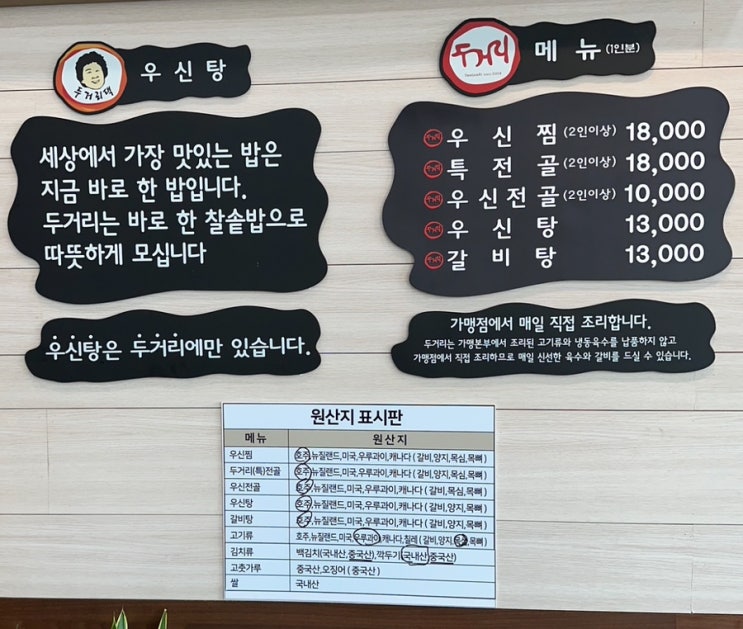 두거리댁
우신탕
세상에서 가장 맛있는 밥은
지금 바로 한 밥입니다.
두거리는 바로 한 찰솥밥으로
따뜻하게 모십니다
우신탕은 두거리에만 있습니다.
두거리
메뉴 (1인분)
두거리 우신찜 (2인이상) 18,000
두거리 특전골 (2인이상) 18,000
두거리 우신전골 (2인이상) 10,000
두거리 우신탕 13,000
두거리 갈비탕 13,000
가맹점에서 매일 직접 조리합니다.
두거리는 가맹본부에서 조리된 고기류와 냉동육수를 납품하지 않고
가맹점에서 직접 조리하므로 매일 신선한 육수와 갈비를 드실 수 있습니다.
원산지 표시판
메뉴 원산지
우신찜 호주,뉴질랜드,미국,우루과이,캐나다 (갈비,양지,목심,목뼈)
두거리(특)전골 호주,뉴질랜드,미국,우루과이,캐나다 (갈비,양지,목심,목뼈)
우신전골 호주,뉴질랜드,미국,우루과이,캐나다 (갈비,양지,목심,목뼈)
우신탕 호주,뉴질랜드,미국,우루과이,캐나다 (갈비,양지,목심,목뼈)
갈비탕 호주,뉴질랜드,미국,우루과이,캐나다 (갈비,양지,목심,목뼈)
고기류 호주,뉴질랜드,미국,우루과이,캐나다,칠레 (갈비,양지,목뼈)
김치류 백김치(국내산,중국산),깍두기(국내산,중국산)
고춧가루 중국산,오징어 (중국산)
쌀 국내산